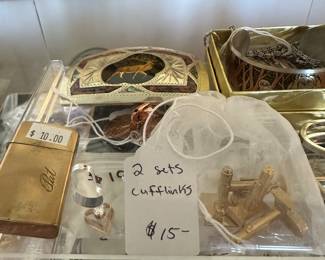 $ 10.00
2 sets
cufflinks
$15-